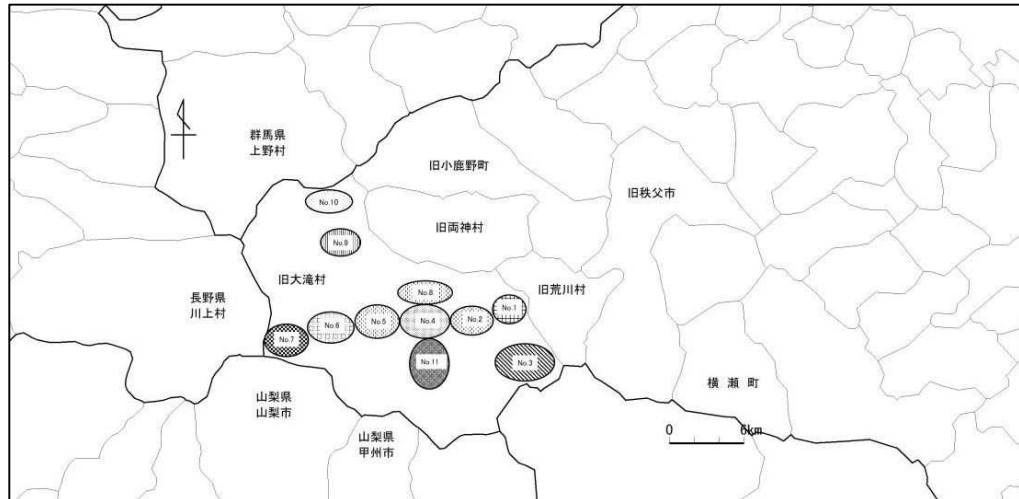 群馬県
上野村
旧小鹿野町
旧秩父市
No.10
旧両神村
No.9
旧大滝村
長野県
川上村
旧荒川村
No.8
No.1
No.7
No.6
No.5
No.4
No.2
No.11
No.3
山梨県
山梨市
横瀬町
山梨県
甲州市
0
6km